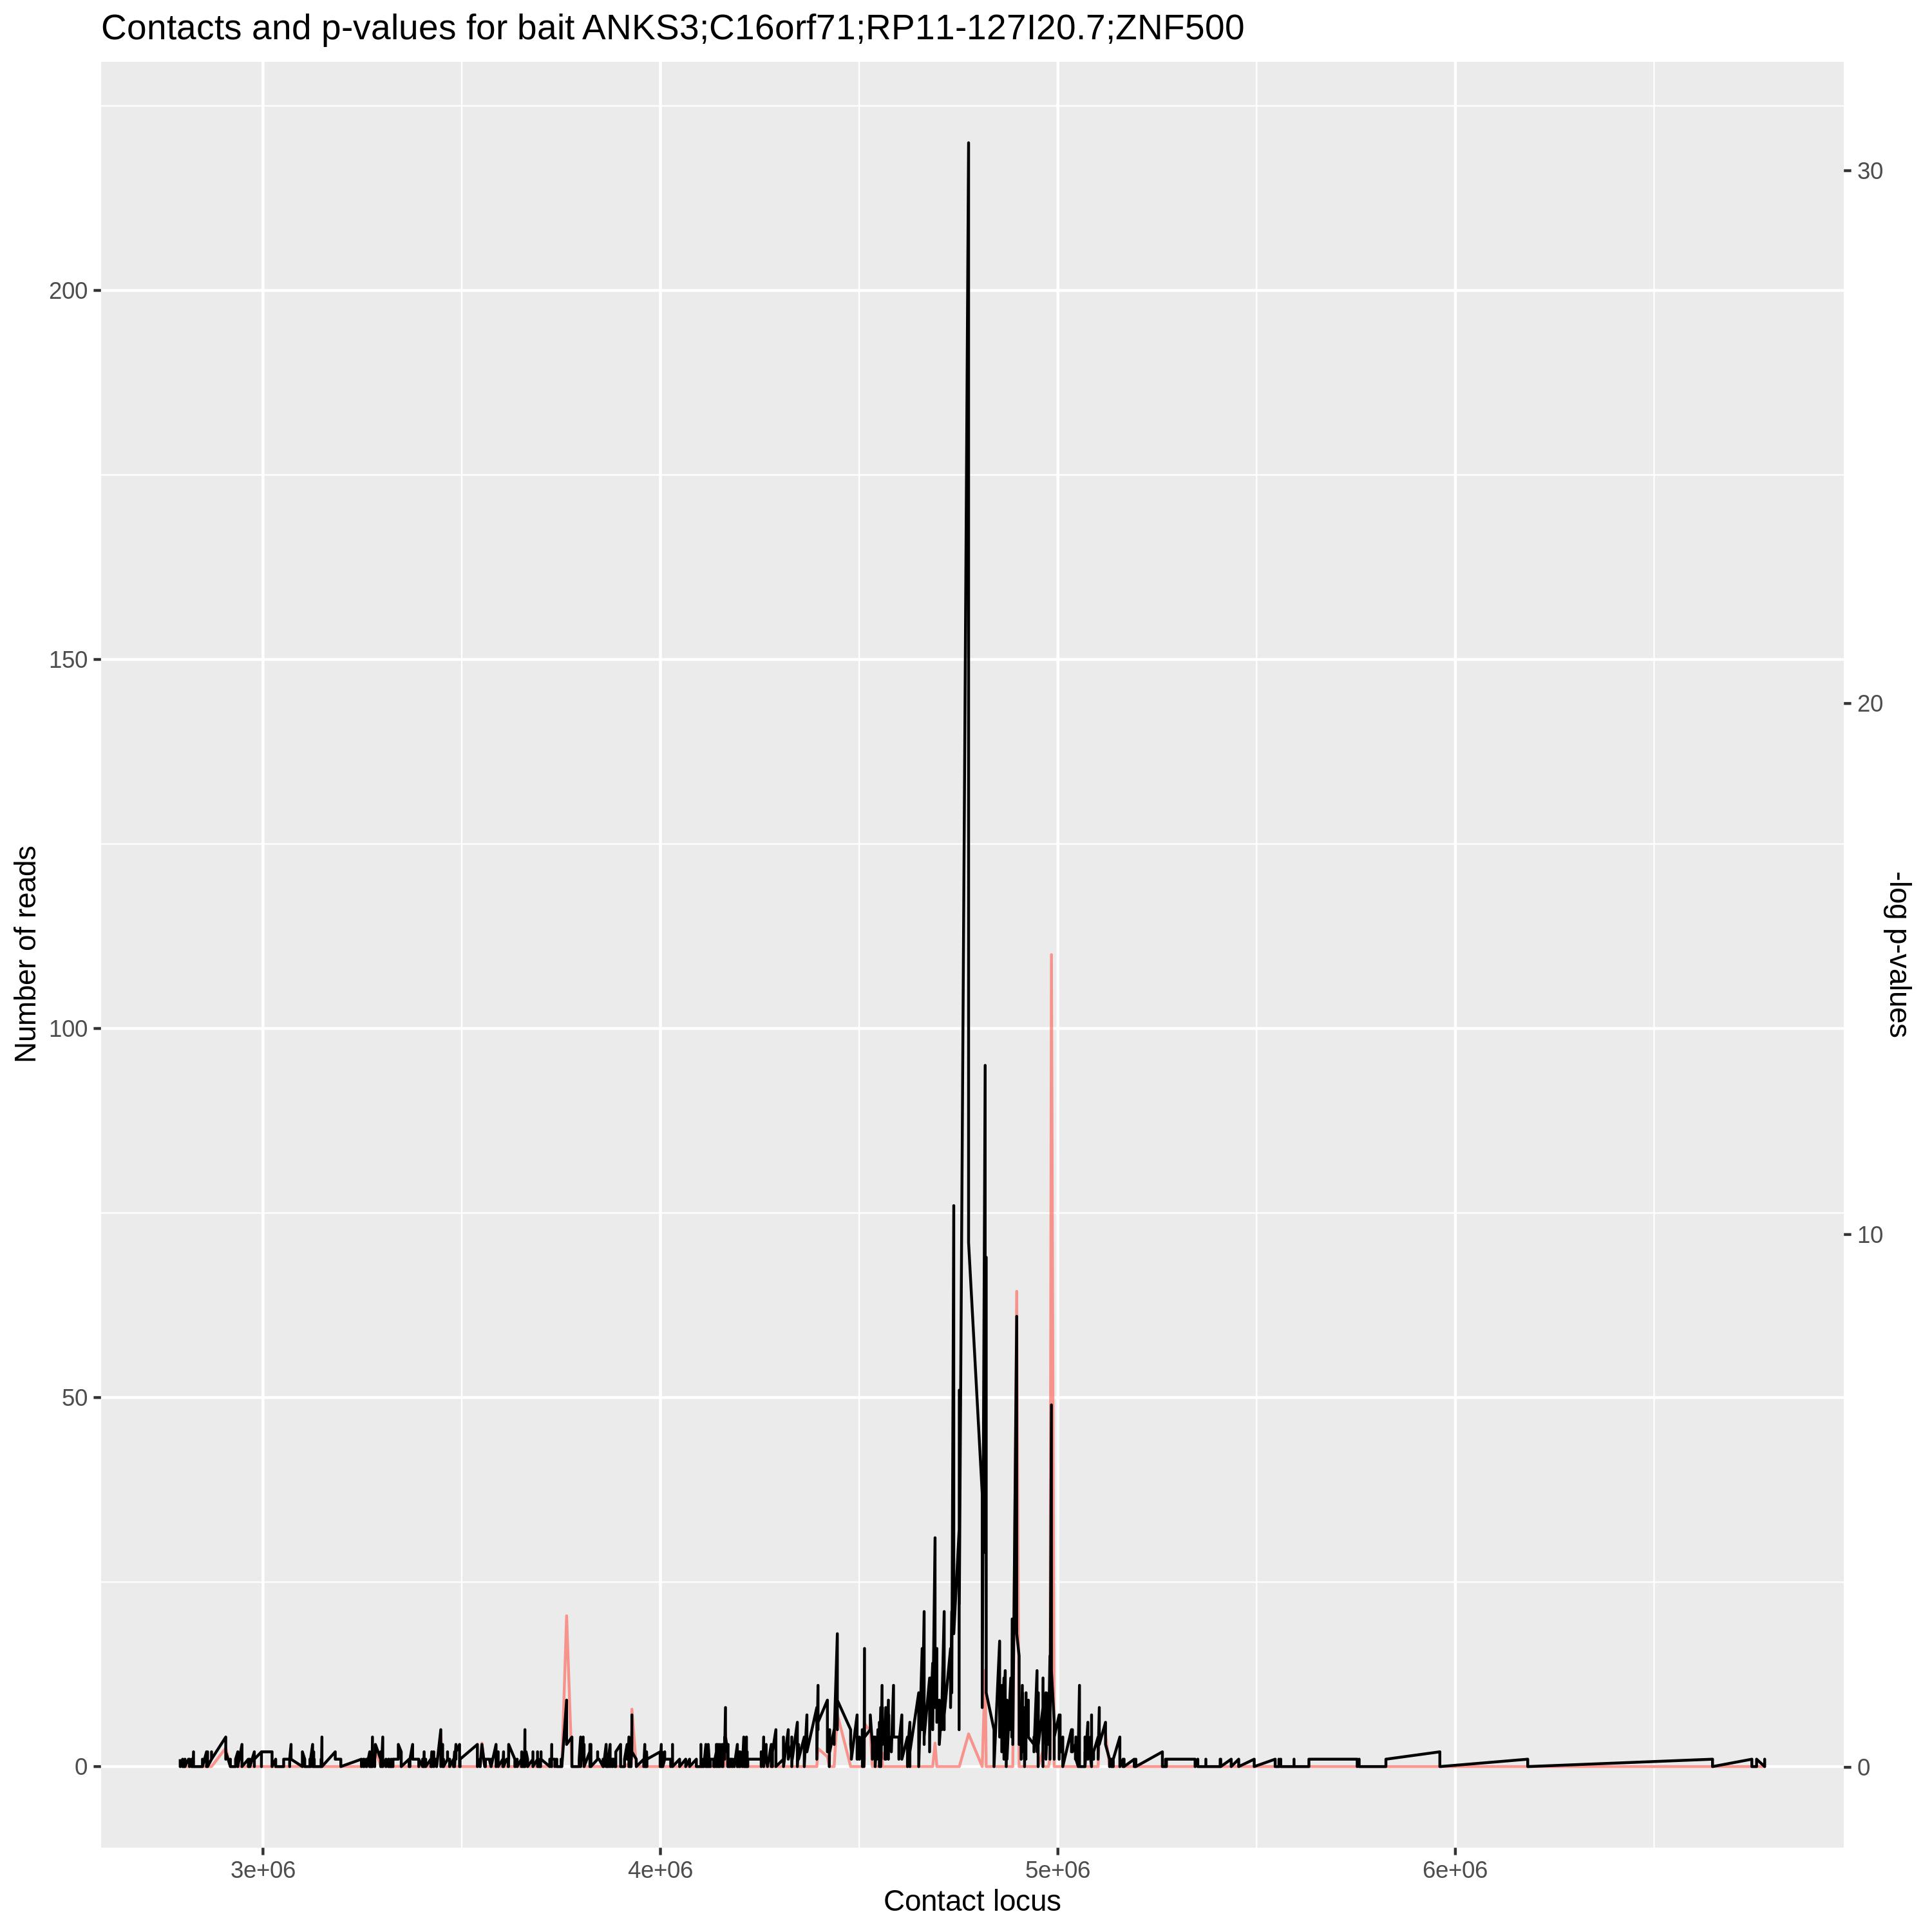 Contacts and p-values for bait ANKS3;C16orf71;RP11-127I20.7;ZNF500
Number of reads
200
150
100
50
0
30
20
10
0
-log p-values
3e+06
4e+06
5e+06
6e+06
Contact locus